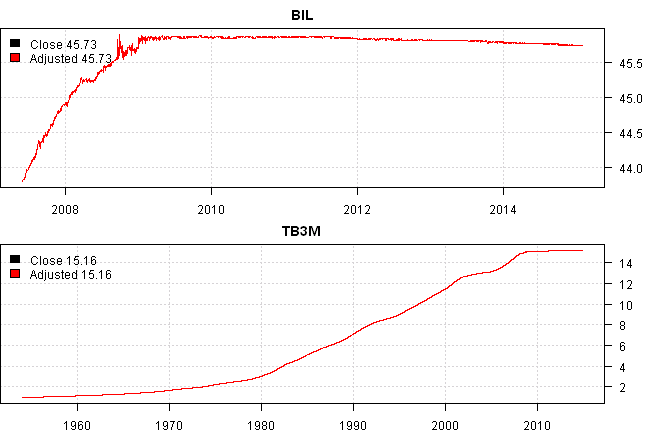 BIL
Close 45.73
Adjusted 45.73
45.5
45.0
44.5
44.0
2008 2010 2012 2014
TB3M
Close 15.16
Adjusted 15.16
14
12
10
8
6
4
2
1960 1970 1980 1990 2000 2010